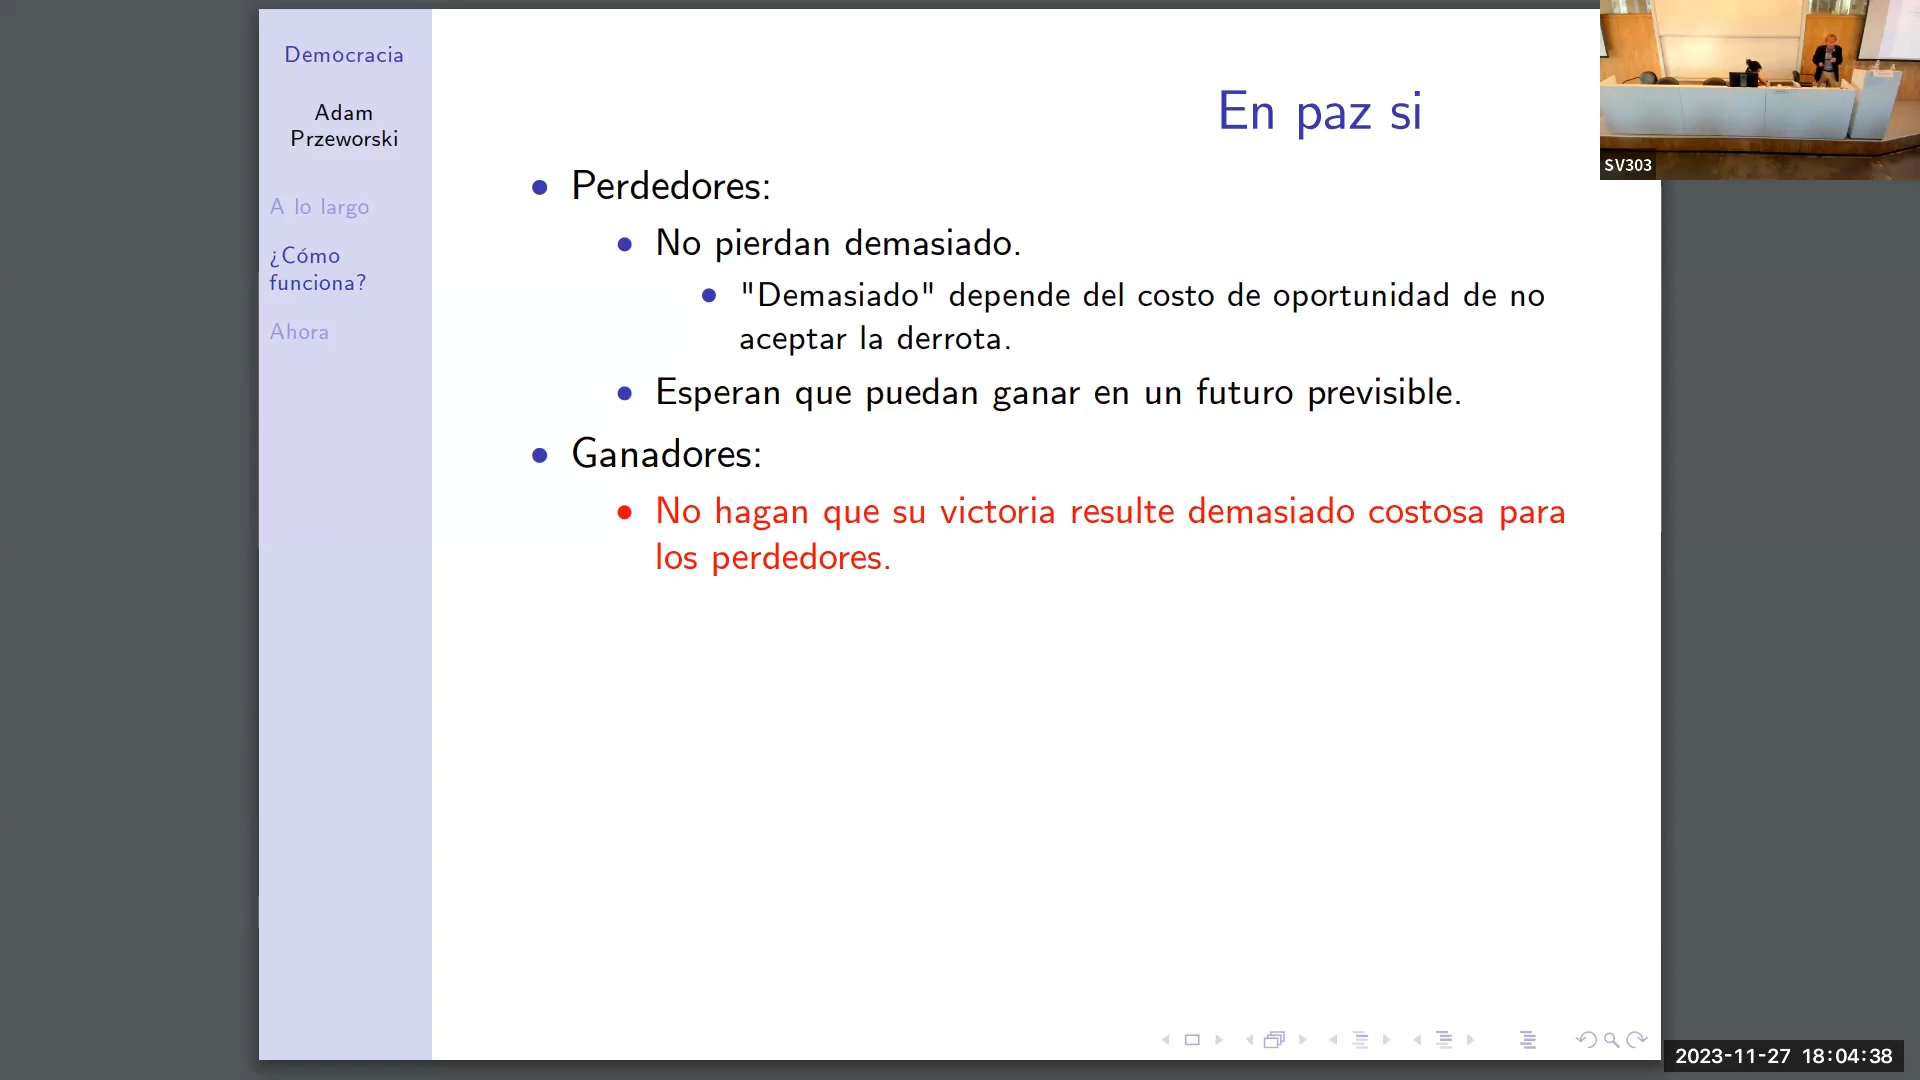 Democracia
Adam
Przeworski
A lo largo
¿Cómo
funciona?
Ahora
En paz si
• Perdedores:
• No pierdan demasiado.
• "Demasiado" depende del costo de oportunidad de no
aceptar la derrota.
• Esperan que puedan ganar en un futuro previsible.
• Ganadores:
• No hagan que su victoria resulte demasiado costosa para
los perdedores.
SV303
2023-11-27 18:04:38